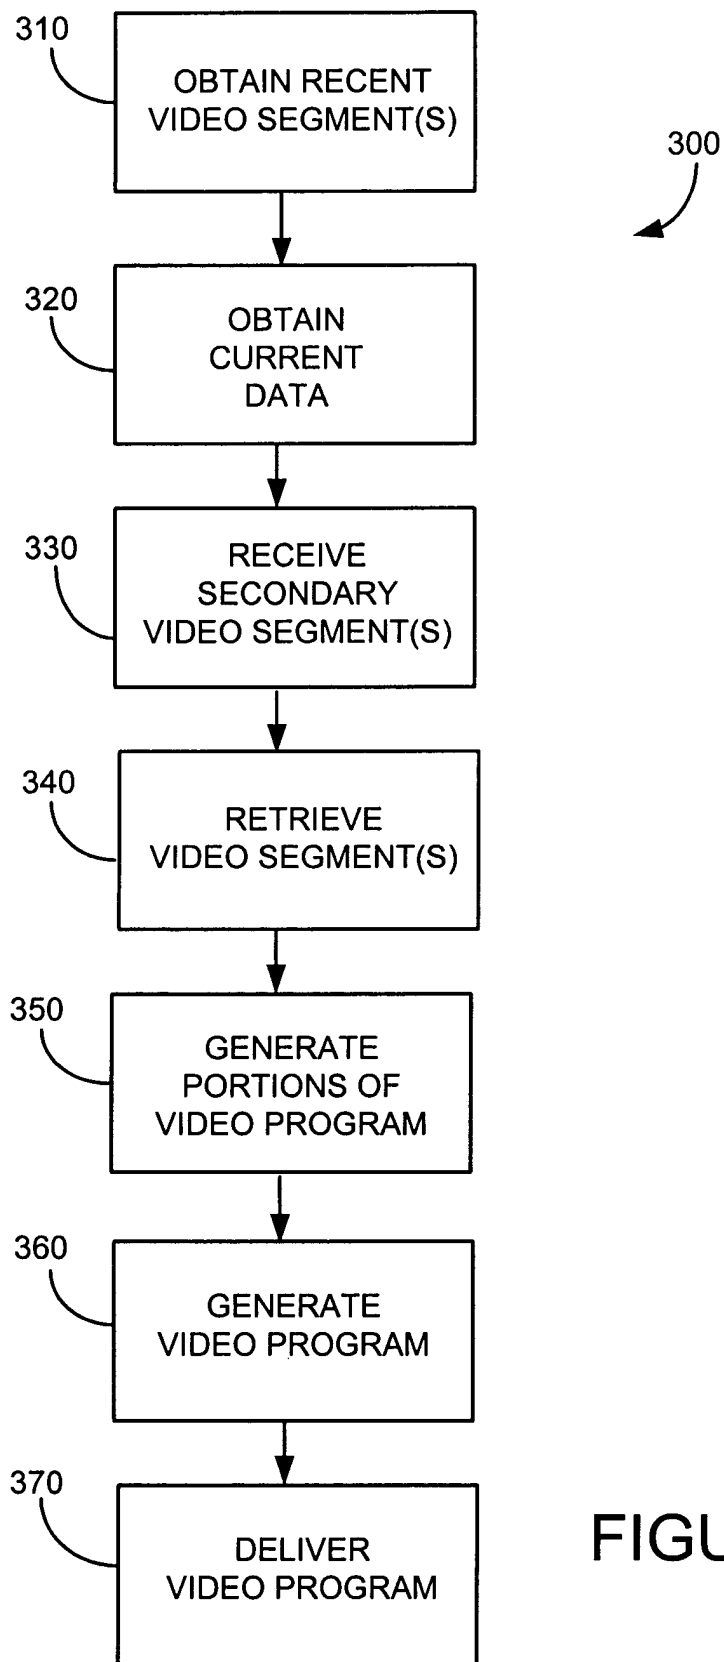 310
OBTAIN RECENT
VIDEO SEGMENT(S)
300
320
OBTAIN
CURRENT
DATA
330
RECEIVE
SECONDARY
VIDEO SEGMENT(S)
340
RETRIEVE
VIDEO SEGMENT(S)
350
GENERATE
PORTIONS OF
VIDEO PROGRAM
360
GENERATE
VIDEO PROGRAM
370
DELIVER
VIDEO PROGRAM